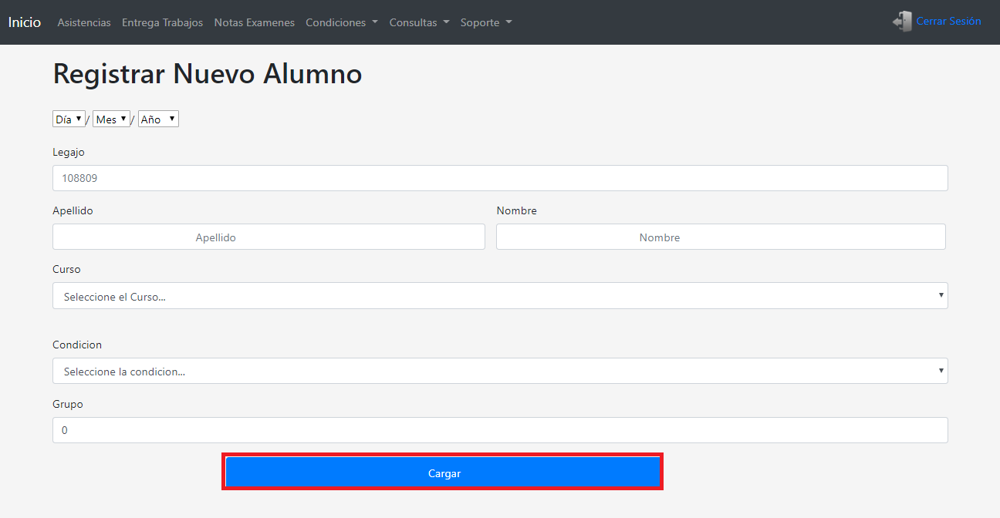 Inicio Asistencias Entrega Trabajos Notas Examenes Condiciones Consultas Soporte Cerrar Sesión
Registrar Nuevo Alumno
Día / Mes / Año
Legajo
108809
Apellido Nombre
Apellido Nombre
Curso
Seleccione el Curso...
Condicion
Seleccione la condicion...
Grupo
0
Cargar